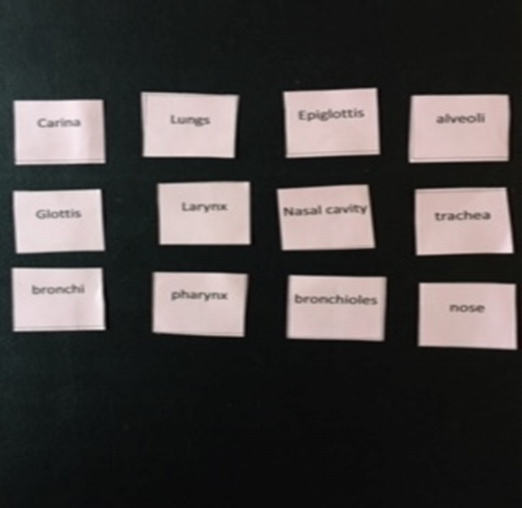 Carina
Lungs
Epiglottis
alveoli
Glottis
Larynx
Nasal cavity
trachea
bronchi
pharynx
bronchioles
nose